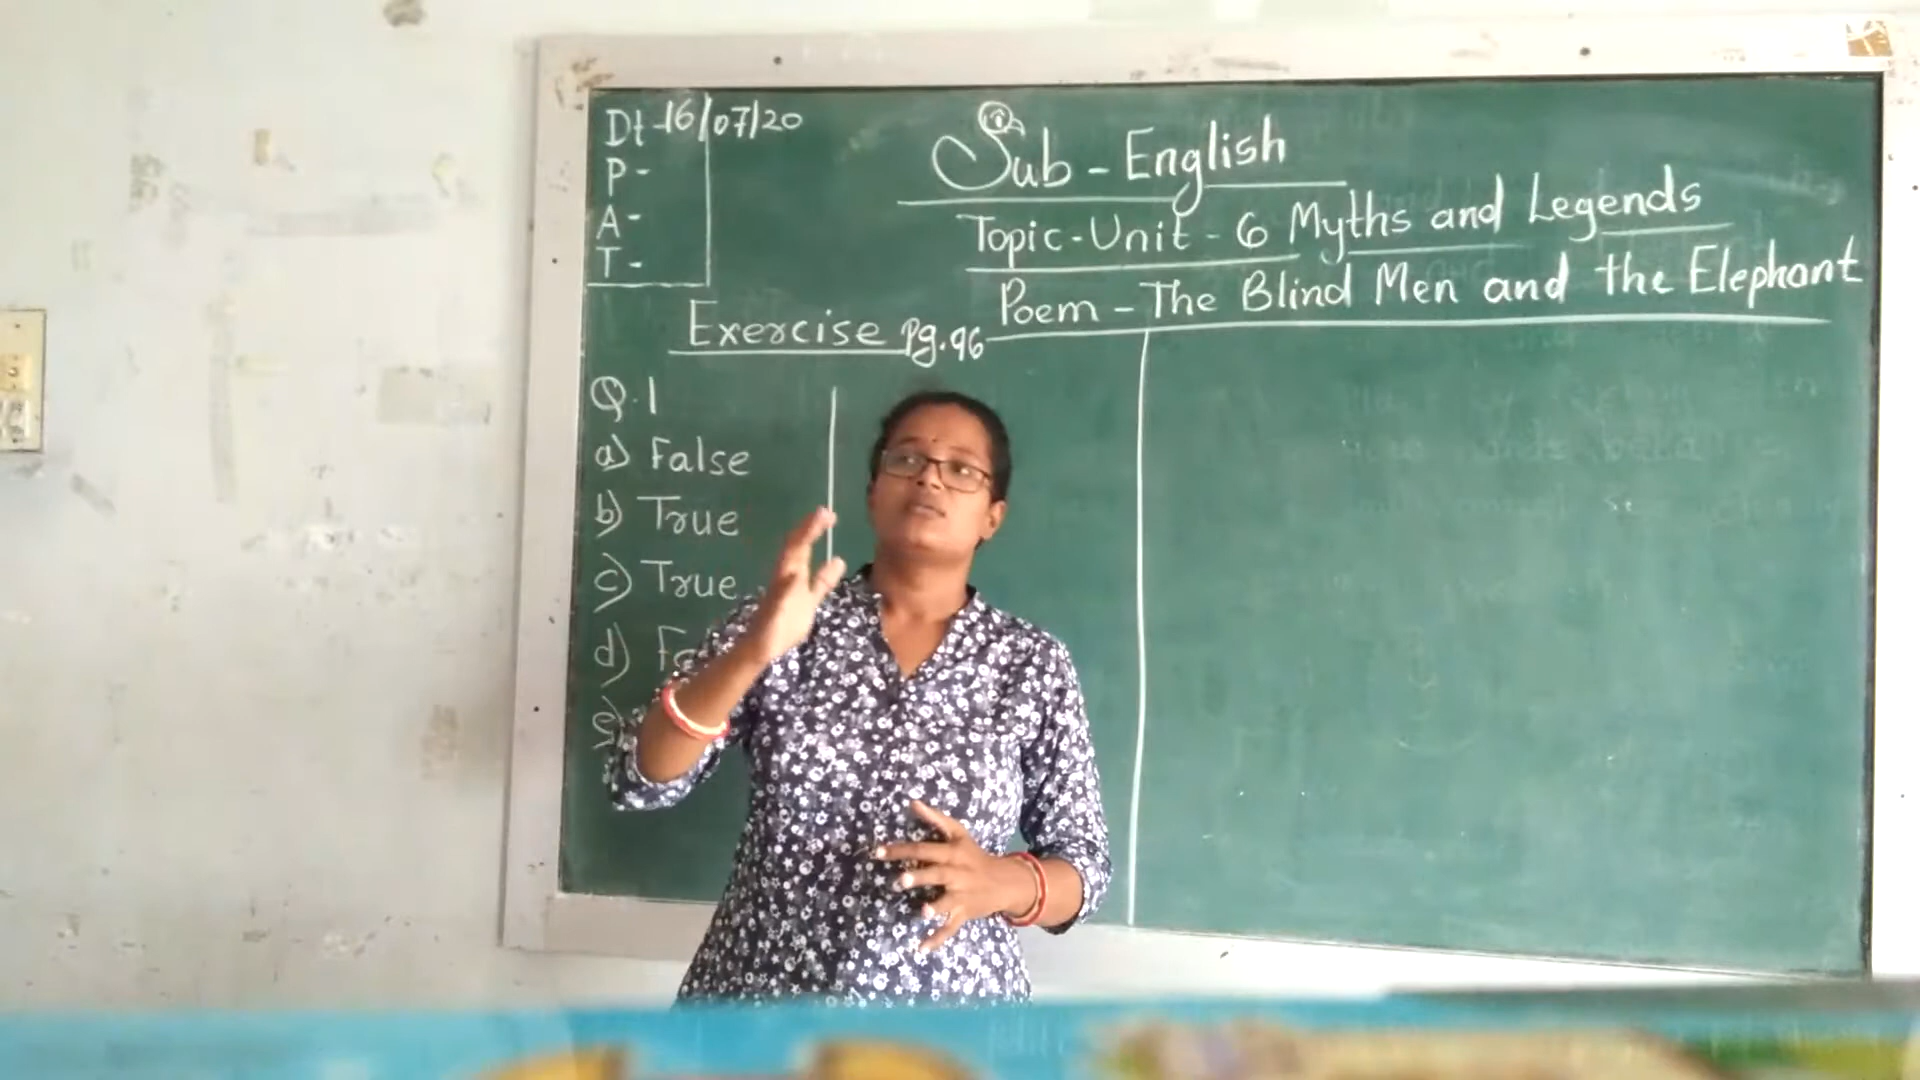 Dt-16/07/20
P-
A-
T-
Sub - English
Topic-Unit-6 Myths and Legends
Poem - The Blind Men and the Elephant
Exercise Pg.96
Q.1
a) False
b) True
c) True
d)
e)